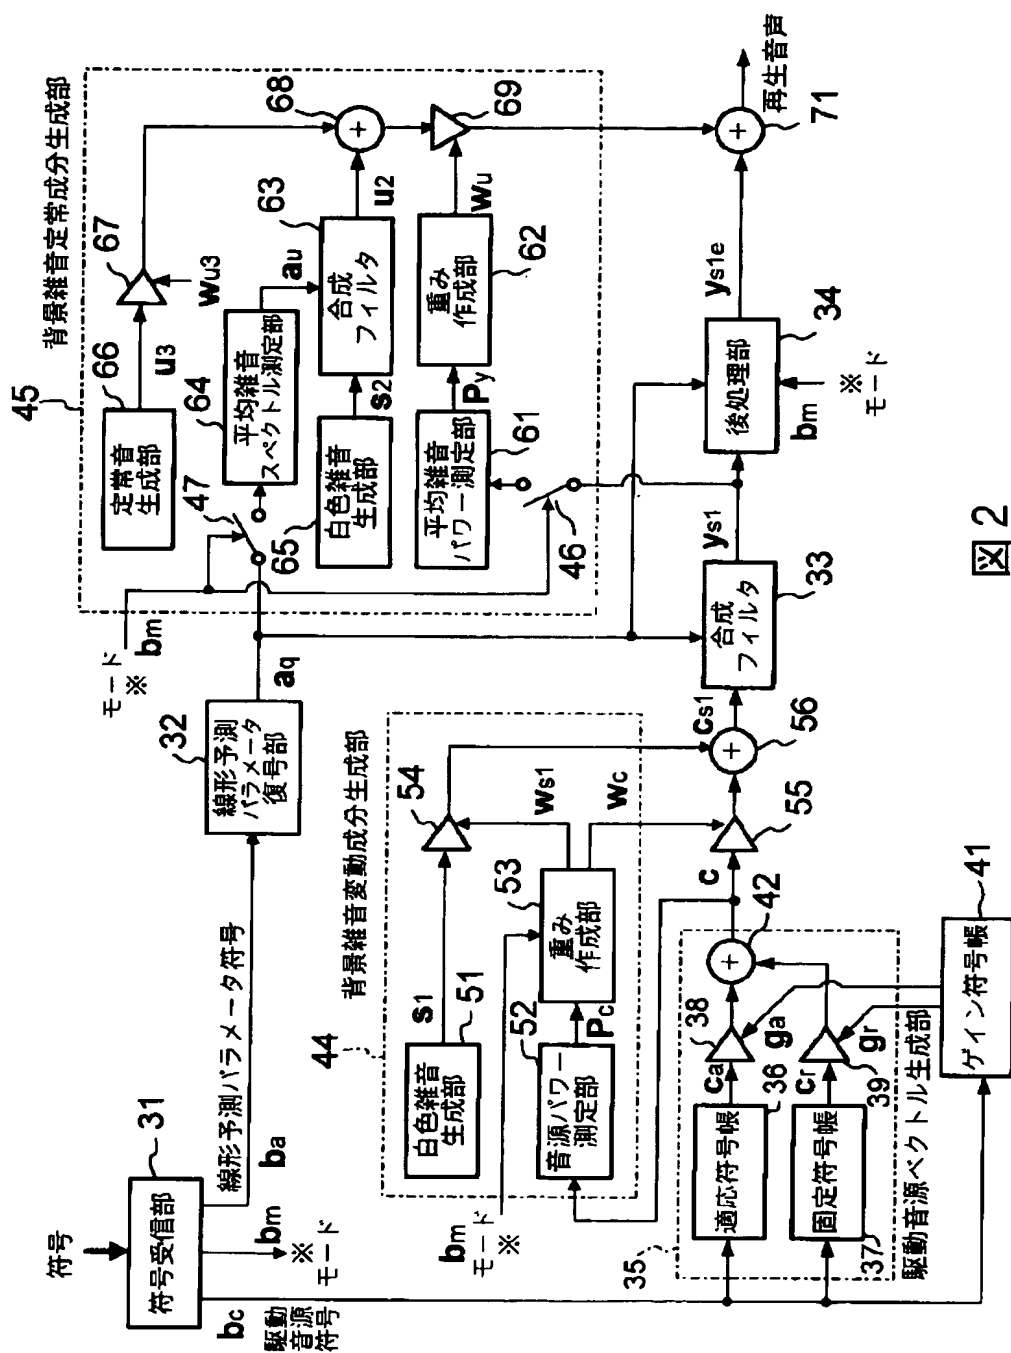 符号
符号受信部
31
bc
駆動
音源
符号
bm
※
モード
ba
線形予測パラメータ符号
線形予測
パラメータ
復号部
32
aq
モード
※
bm
45
背景雑音定常成分生成部
定常音
生成部
66
u3
67
wu3
47
平均雑音
スペクトル測定部
64
au
白色雑音
生成部
65
s2
合成
フィルタ
63
u2
68
+
平均雑音
パワー測定部
61
Py
重み
作成部
62
wu
69
46
44
背景雑音変動成分生成部
白色雑音
生成部
51
s1
54
音源パワー
測定部
52
Pc
重み
作成部
53
ws1
wc
bm
モード
※
35
適応符号帳
36
ca
38
ga
固定符号帳
37
cr
39
gr
+
42
駆動音源ベクトル生成部
ゲイン符号帳
41
c
55
+
56
cs1
合成
フィルタ
33
ys1
後処理部
34
bm
※
モード
ys1e
+
71
再生音声
図 2